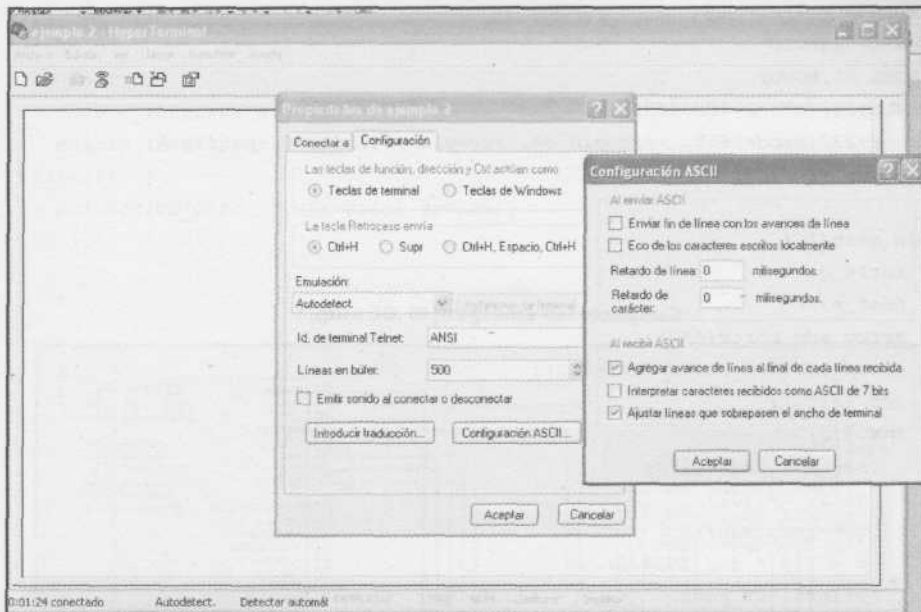 ejemplo 2 - HyperTerminal
Propiedades de ejemplo 2
Conectar a Configuración
Las teclas de función, dirección y Ctrl actúan como
Teclas de terminal Teclas de Windows
La tecla Retroceso envía
Ctrl+H Supr Ctrl+H, Espacio, Ctrl+H
Emulación:
Autodetect.
Id. de terminal Telnet: ANSI
Líneas en búfer: 500
Emitir sonido al conectar o desconectar
Introducir traducción... Configuración ASCII...
Aceptar Cancelar
Configuración ASCII
Al enviar ASCII
Enviar fin de línea con los avances de línea
Eco de los caracteres escritos localmente
Retardo de línea: 0 milisegundos.
Retardo de carácter: 0 milisegundos.
Al recibir ASCII
Agregar avance de línea al final de cada línea recibida
Interpretar caracteres recibidos como ASCII de 7 bits
Ajustar líneas que sobrepasen el ancho de terminal
Aceptar Cancelar
0:01:24 conectado Autodetect. Detectar automát